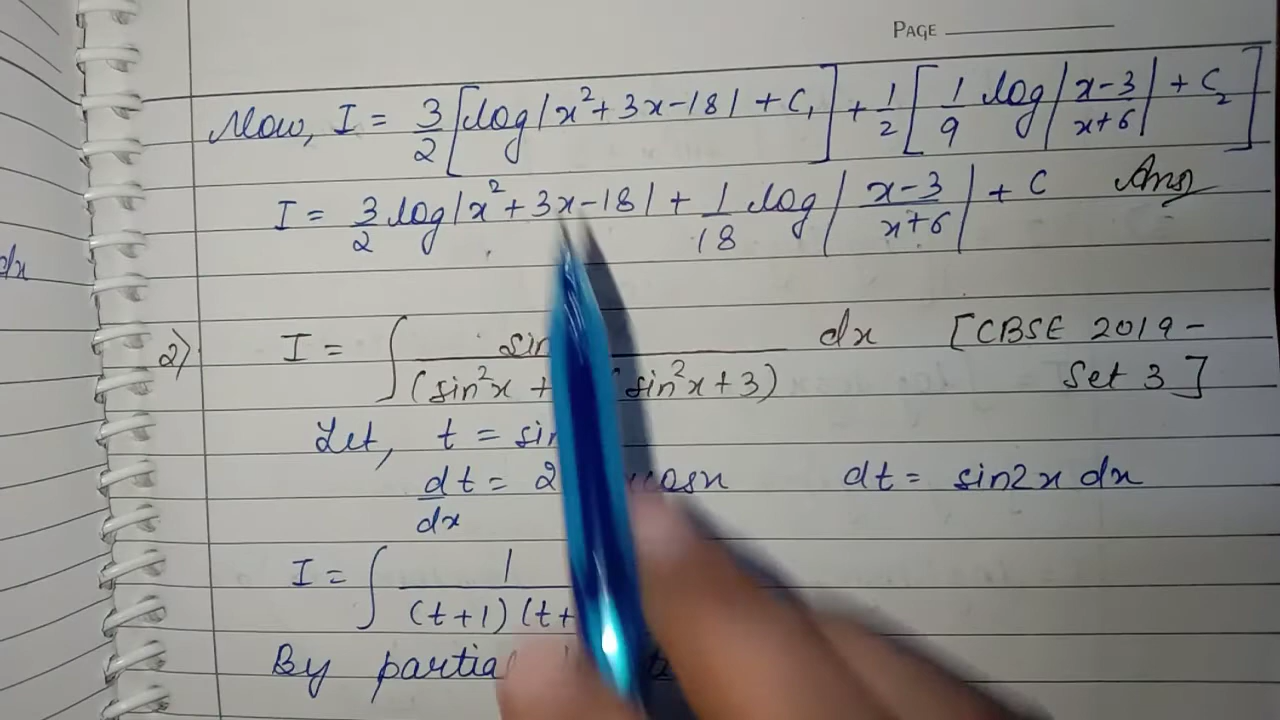 PAGE
Now, I = 3/2 [log|x²+3x-18| + C₁] + 1/2 [1/9 log|x-3/x+6| + C₂]
I = 3/2 log|x²+3x-18| + 1/18 log|x-3/x+6| + C Ans
dx
2) I = ∫ sin / (sin²x + sin²x+3) dx [CBSE 2019-
Set 3]
Let, t = sin
dt/dx = 2 cosx dt = sin2x dx
I = ∫ 1 / (t+1)(t+
By partia